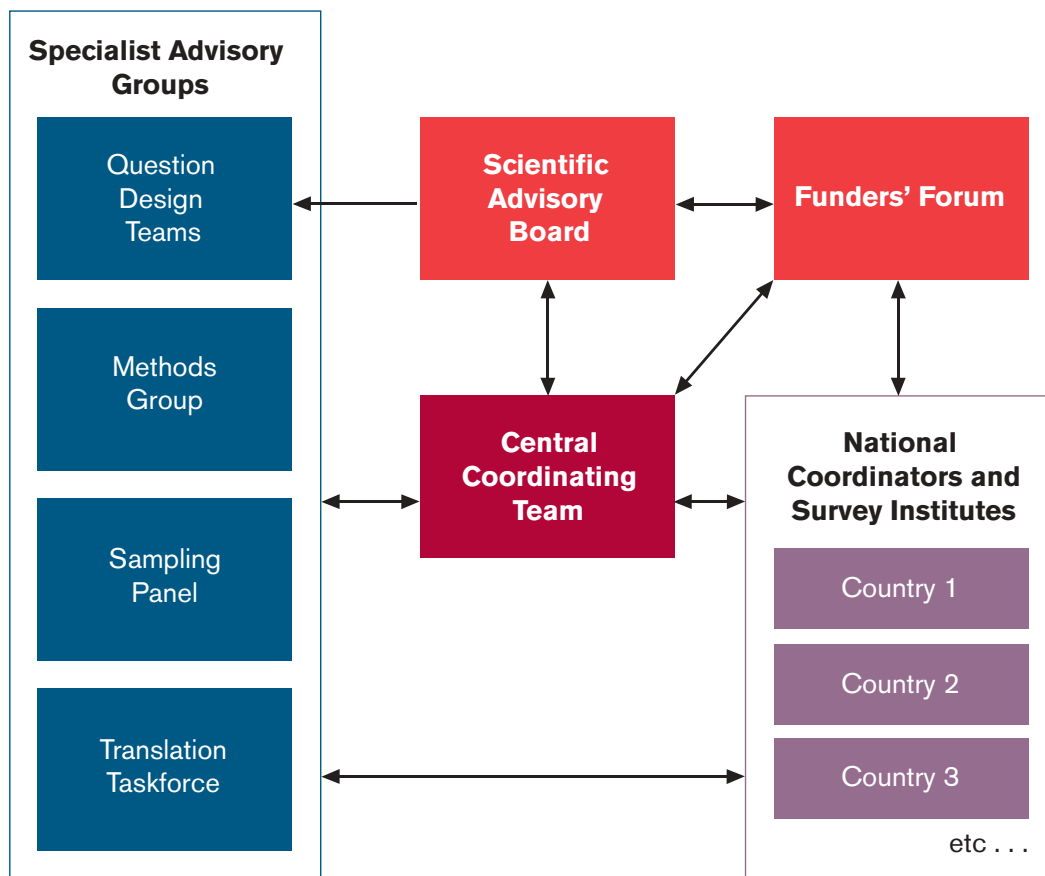 Specialist Advisory
Groups
Question
Design
Teams
Methods
Group
Sampling
Panel
Translation
Taskforce
Scientific
Advisory
Board
Funders’ Forum
Central
Coordinating
Team
National
Coordinators and
Survey Institutes
Country 1
Country 2
Country 3
etc . . .